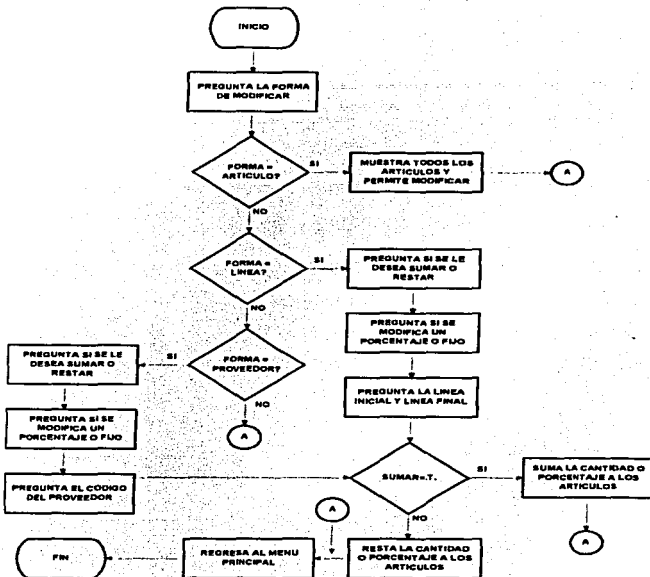 INICIO
PREGUNTA LA FORMA
DE MODIFICAR
FORMA =
ARTICULO?
SI
MUESTRA TODOS LOS
ARTICULOS Y
PERMITE MODIFICAR
A
NO
FORMA =
LINEA?
SI
PREGUNTA SI SE LE
DESEA SUMAR O
RESTAR
NO
PREGUNTA SI SE
MODIFICA UN
PORCENTAJE O FIJO
FORMA =
PROVEEDOR?
SI
PREGUNTA SI SE LE
DESEA SUMAR O
RESTAR
NO
A
PREGUNTA LA LINEA
INICIAL Y LINEA FINAL
PREGUNTA SI SE
MODIFICA UN
PORCENTAJE O FIJO
PREGUNTA EL CODIGO
DEL PROVEEDOR
SUMAR=.T.
SI
SUMA LA CANTIDAD O
PORCENTAJE A LOS
ARTICULOS
A
NO
A
RESTA LA CANTIDAD
O PORCENTAJE A LOS
ARTICULOS
REGRESA AL MENU
PRINCIPAL
FIN